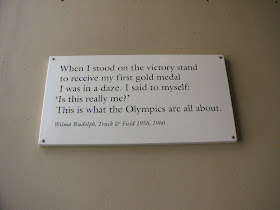 When I stood on the victory stand
to receive my first gold medal
I was in a daze. I said to myself:
'Is this really me?'
This is what the Olympics are all about.
Wilma Rudolph, Track & Field 1956, 1960